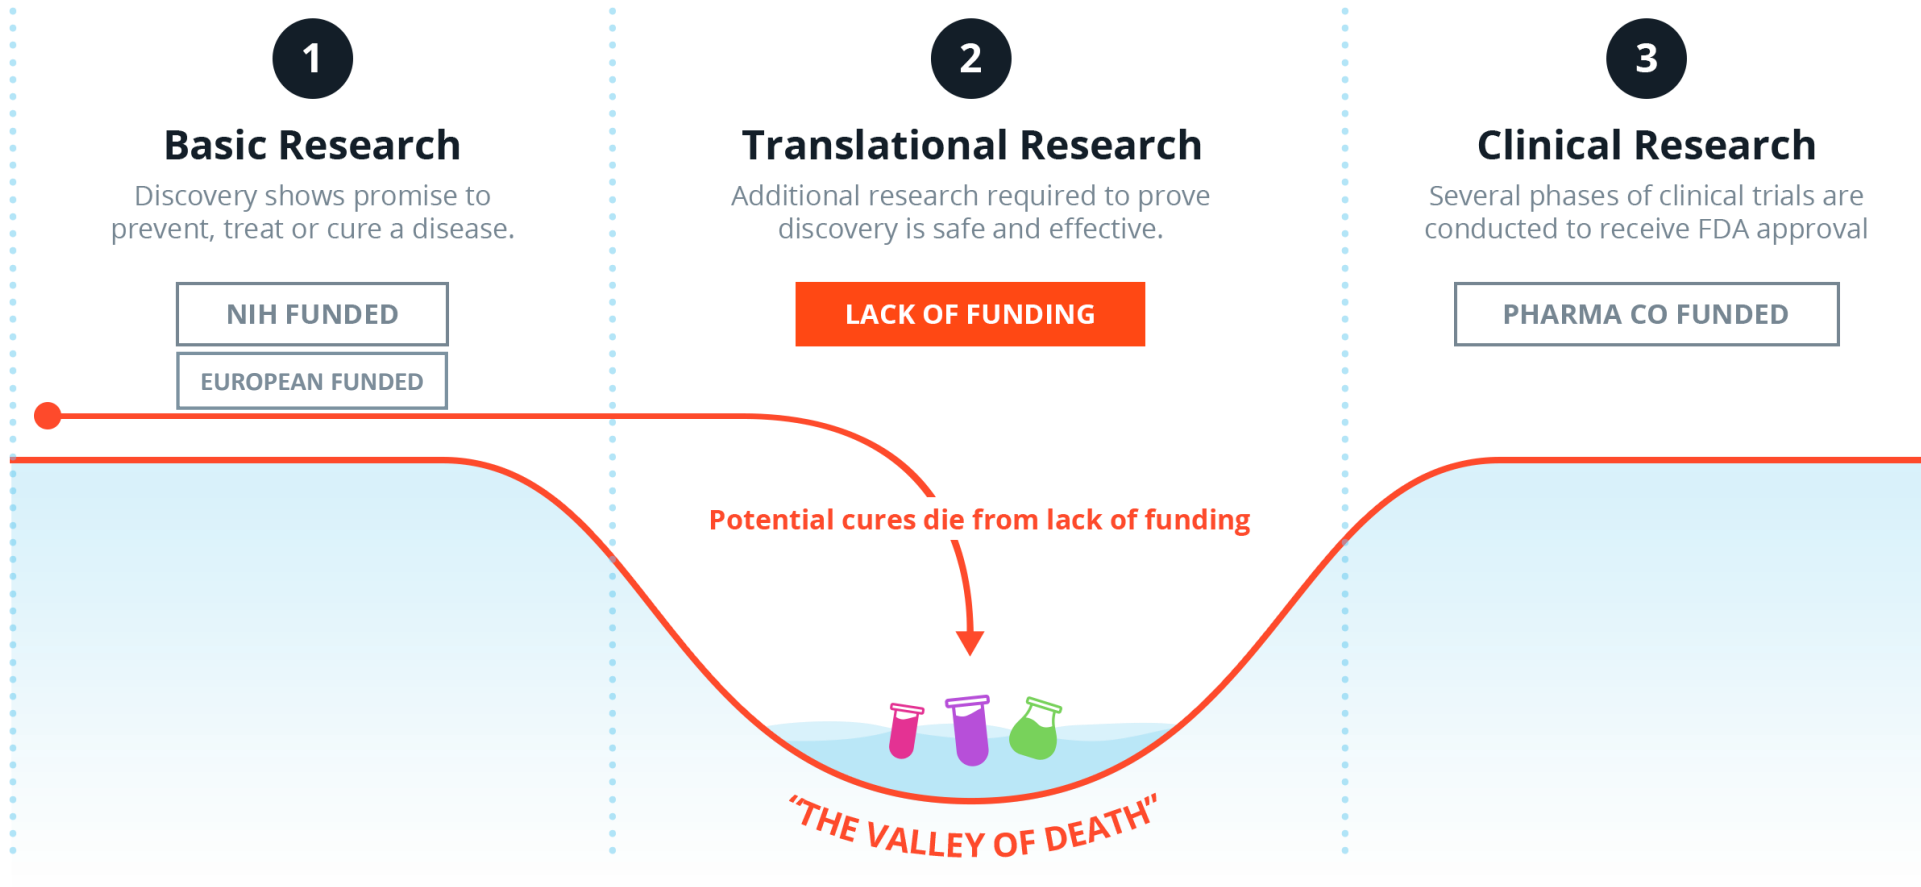 1
Basic Research
Discovery shows promise to
prevent, treat or cure a disease.
NIH FUNDED
EUROPEAN FUNDED
2
Translational Research
Additional research required to prove
discovery is safe and effective.
LACK OF FUNDING
3
Clinical Research
Several phases of clinical trials are
conducted to receive FDA approval
PHARMA CO FUNDED
Potential cures die from lack of funding
“THE VALLEY OF DEATH”